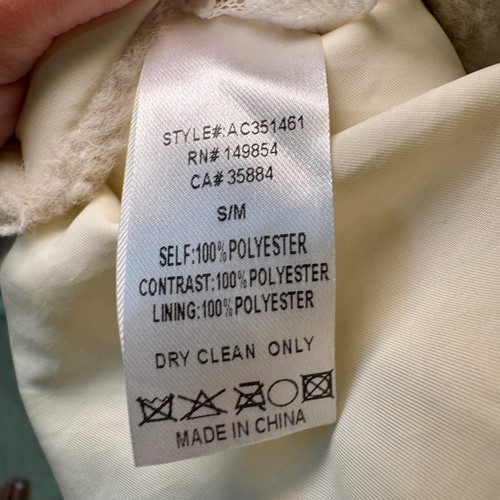 STYLE#:AC351461
RN# 149854
CA# 35884
S/M
SELF:100% POLYESTER
CONTRAST:100% POLYESTER
LINING:100% POLYESTER
DRY CLEAN ONLY
MADE IN CHINA